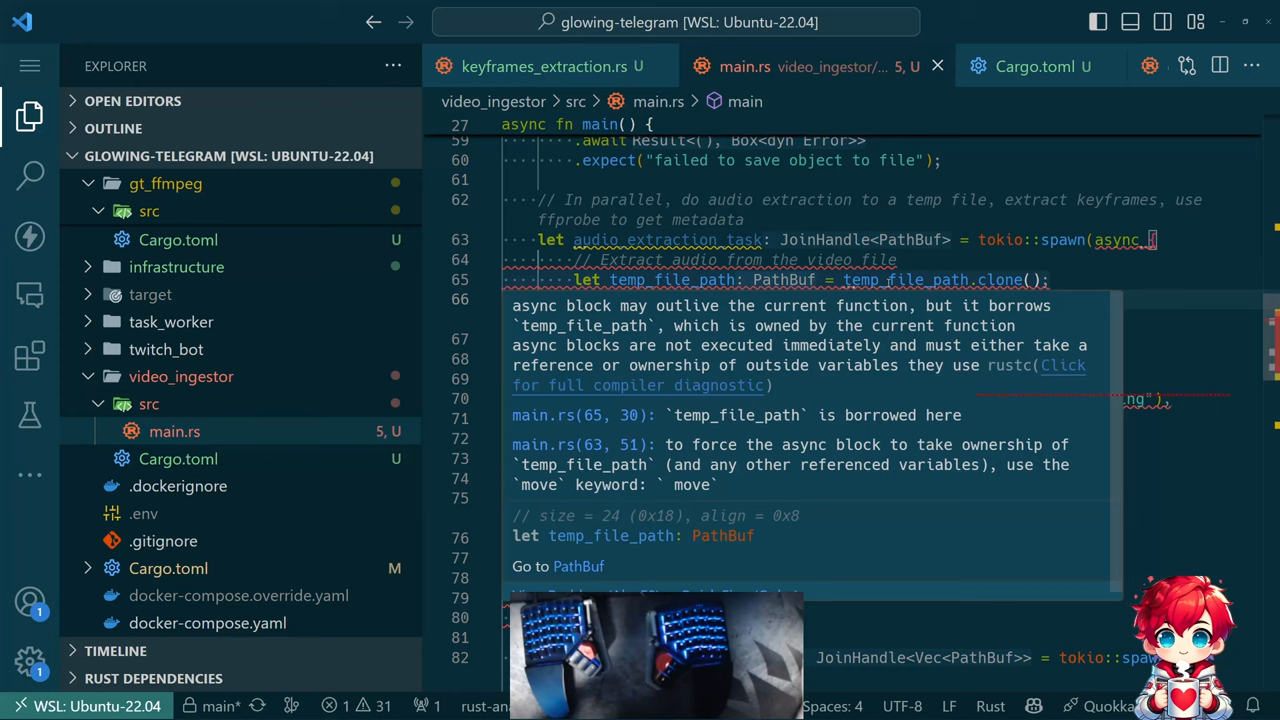 glowing-telegram [WSL: Ubuntu-22.04]
EXPLORER
OPEN EDITORS
OUTLINE
GLOWING-TELEGRAM [WSL: UBUNTU-22.04]
gt_ffmpeg
src
Cargo.toml U
infrastructure
target
task_worker
twitch_bot
video_ingestor
src
main.rs 5, U
Cargo.toml U
.dockerignore
.env
.gitignore
Cargo.toml M
docker-compose.override.yaml
docker-compose.yaml
TIMELINE
RUST DEPENDENCIES
1
1
keyframes_extraction.rs U
main.rs video_ingestor/... 5, U
Cargo.toml U
video_ingestor > src > main.rs > main
27 async fn main() {
59 .await Result<(), Box<dyn Error>>
60 .expect("failed to save object to file");
61
62 // In parallel, do audio extraction to a temp file, extract keyframes, use
ffprobe to get metadata
63 let audio_extraction_task: JoinHandle<PathBuf> = tokio::spawn(async {
64 // Extract audio from the video file
65 let temp_file_path: PathBuf = temp_file_path.clone();
66
67
68
69
70 ng"),
71
72
73
74
75
76
77
78
79
80
81
82 JoinHandle<Vec<PathBuf>> = tokio::spaw
async block may outlive the current function, but it borrows
`temp_file_path`, which is owned by the current function
async blocks are not executed immediately and must either take a
reference or ownership of outside variables they use rustc(Click
for full compiler diagnostic)
main.rs(65, 30): `temp_file_path` is borrowed here
main.rs(63, 51): to force the async block to take ownership of
`temp_file_path` (and any other referenced variables), use the
`move` keyword: ` move`
// size = 24 (0x18), align = 0x8
let temp_file_path: PathBuf
Go to PathBuf
WSL: Ubuntu-22.04 main* 1 31 1 rust-ana Spaces: 4 UTF-8 LF Rust Quokka